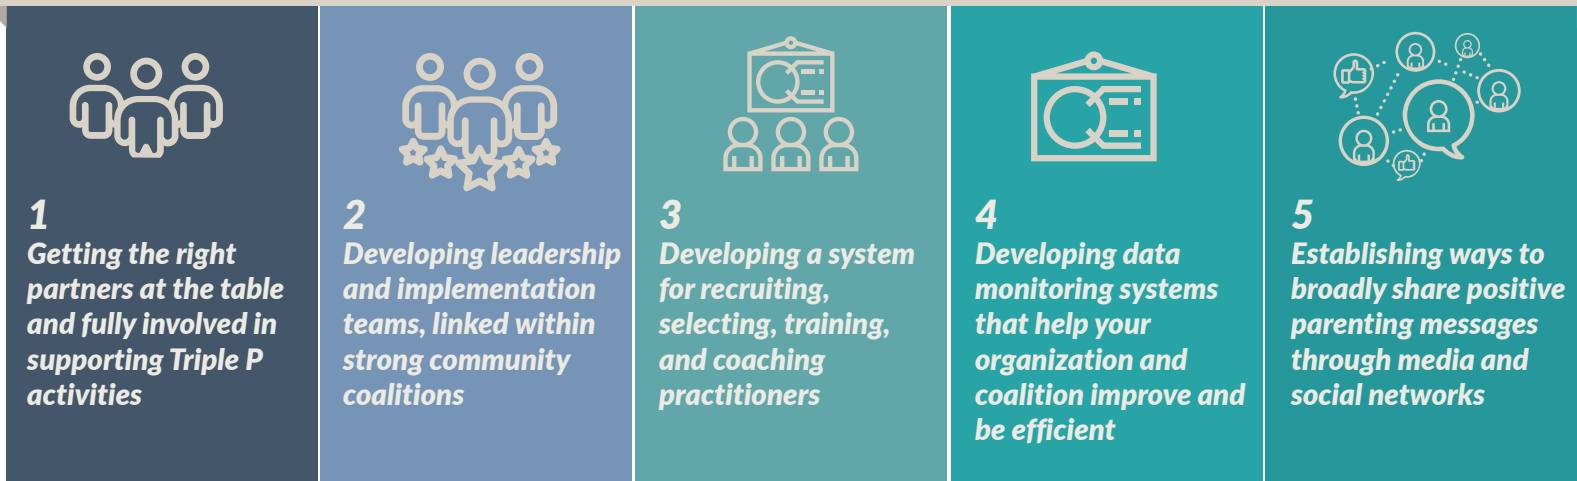 1
Getting the right
partners at the table
and fully involved in
supporting Triple P
activities
2
Developing leadership
and implementation
teams, linked within
strong community
coalitions
3
Developing a system
for recruiting,
selecting, training,
and coaching
practitioners
4
Developing data
monitoring systems
that help your
organization and
coalition improve and
be efficient
5
Establishing ways to
broadly share positive
parenting messages
through media and
social networks